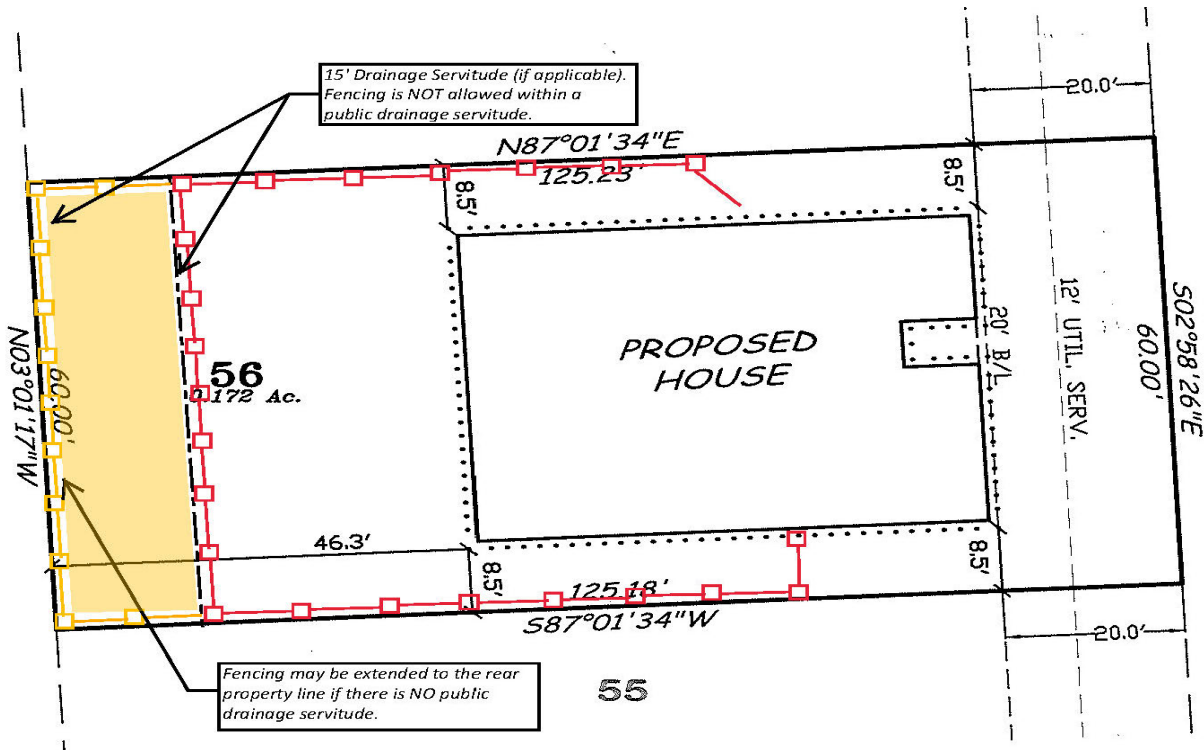 15' Drainage Servitude (if applicable).
Fencing is NOT allowed within a
public drainage servitude.
20.0'
N87°01'34"E
125.23'
8.5'
8.5'
N03°01'17"W
60.00'
56
0.172 Ac.
PROPOSED
HOUSE
20' B/L
12' UTIL. SERV.
60.00'
S02°58'26"E
46.3'
8.5'
8.5'
125.18'
S87°01'34"W
20.0'
Fencing may be extended to the rear
property line if there is NO public
drainage servitude.
55